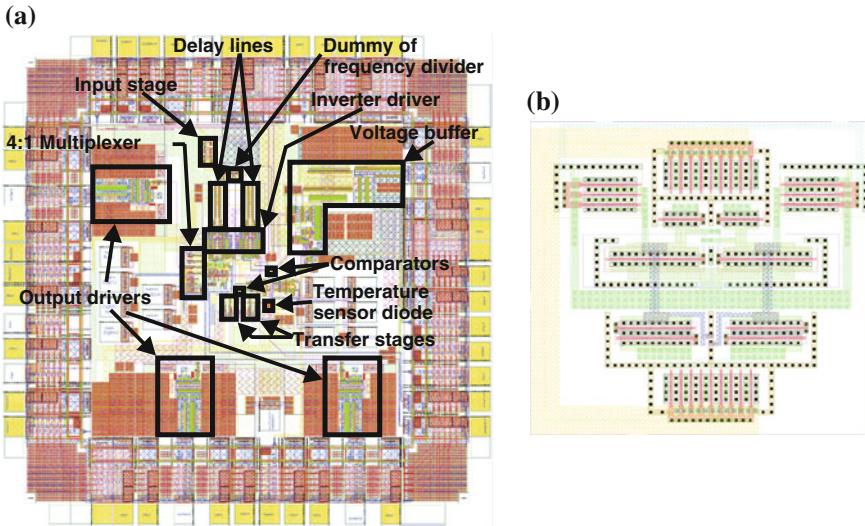 (a)
Delay lines
Dummy of
frequency divider
Input stage
Inverter driver
4:1 Multiplexer
Voltage buffer
(b)
Comparators
Output drivers
Temperature
sensor diode
Transfer stages